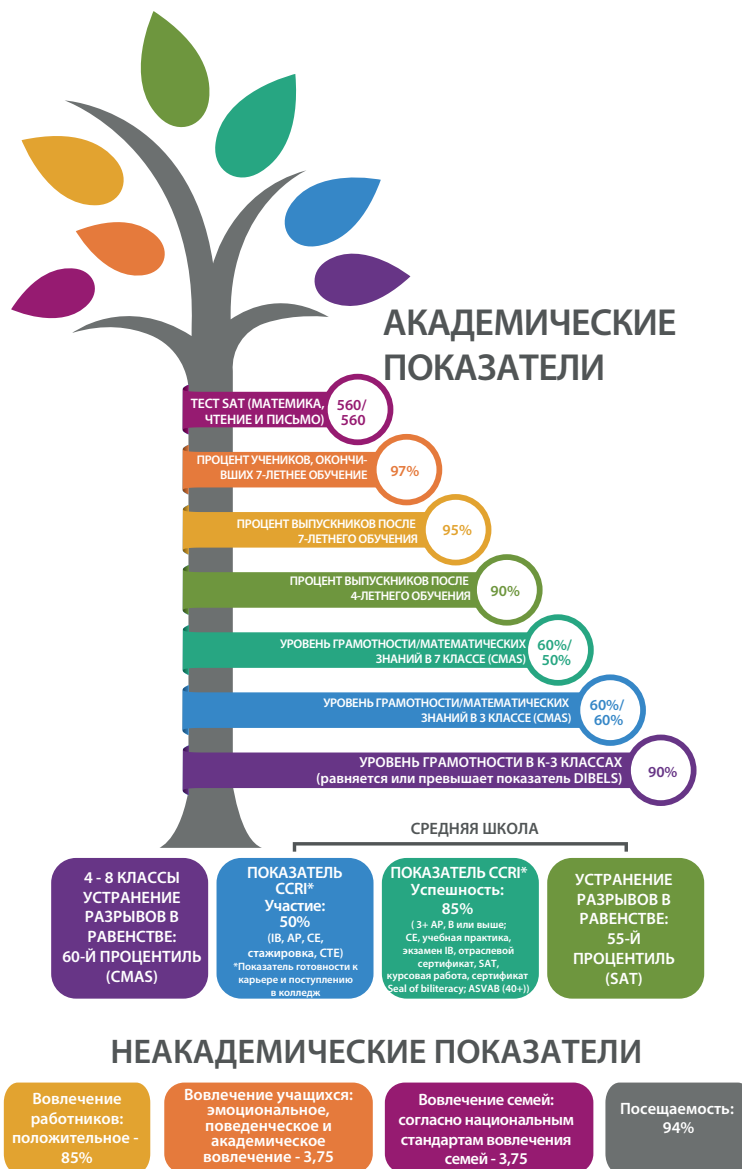 АКАДЕМИЧЕСКИЕ
ПОКАЗАТЕЛИ
ТЕСТ SAT (МАТЕМИКА,
ЧТЕНИЕ И ПИСЬМО)
560/
560
ПРОЦЕНТ УЧЕНИКОВ, ОКОНЧИ-
ВШИХ 7-ЛЕТНЕЕ ОБУЧЕНИЕ
97%
ПРОЦЕНТ ВЫПУСКНИКОВ ПОСЛЕ
7-ЛЕТНЕГО ОБУЧЕНИЯ
95%
ПРОЦЕНТ ВЫПУСКНИКОВ ПОСЛЕ
4-ЛЕТНЕГО ОБУЧЕНИЯ
90%
УРОВЕНЬ ГРАМОТНОСТИ/МАТЕМАТИЧЕСКИХ
ЗНАНИЙ В 7 КЛАССЕ (CMAS)
60%/
50%
УРОВЕНЬ ГРАМОТНОСТИ/МАТЕМАТИЧЕСКИХ
ЗНАНИЙ В 3 КЛАССЕ (CMAS)
60%/
60%
УРОВЕНЬ ГРАМОТНОСТИ В K-3 КЛАССАХ
(равняется или превышает показатель DIBELS)
90%
СРЕДНЯЯ ШКОЛА
4 - 8 КЛАССЫ
УСТРАНЕНИЕ
РАЗРЫВОВ В
РАВЕНСТВЕ:
60-Й ПРОЦЕНТИЛЬ
(CMAS)
ПОКАЗАТЕЛЬ
CCRI*
Участие:
50%
(IB, AP, CE,
стажировка, CTE)
*Показатель готовности к
карьере и поступлению
в колледж
ПОКАЗАТЕЛЬ CCRI*
Успешность:
85%
( 3+ AP, B или выше;
CE, учебная практика,
экзамен IB, отраслевой
сертификат, SAT,
курсовая работа, сертификат
Seal of biliteracy; ASVAB (40+))
УСТРАНЕНИЕ
РАЗРЫВОВ В
РАВЕНСТВЕ:
55-Й
ПРОЦЕНТИЛЬ
(SAT)
НЕАКАДЕМИЧЕСКИЕ ПОКАЗАТЕЛИ
Вовлечение
работников:
положительное -
85%
Вовлечение учащихся:
эмоциональное,
поведенческое и
академическое
вовлечение - 3,75
Вовлечение семей:
согласно национальным
стандартам вовлечения
семей - 3,75
Посещаемость:
94%